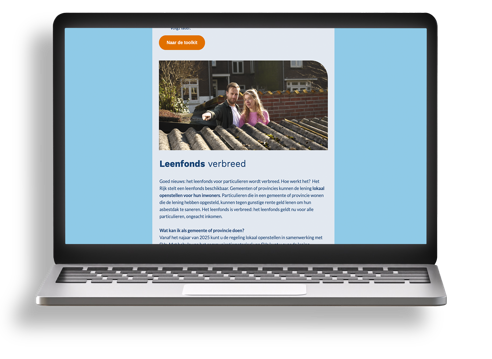 Naar de toolkit
Leenfonds verbreed
Goed nieuws: het leenfonds voor particulieren wordt verbreed. Hoe werkt het? Het
Rijk stelt een leenfonds beschikbaar. Gemeenten of provincies kunnen de lening lokaal
openstellen voor hun inwoners. Particulieren die in een gemeente of provincie wonen
die de lening hebben opgesteld, kunnen tegen gunstige rente geld lenen om hun
asbestdak te saneren. Het leenfonds is verbreed: het leenfonds geldt nu voor alle
particulieren, ongeacht inkomen.
Wat kan ik als gemeente of provincie doen?
Vanaf het najaar van 2025 kunt u de regeling lokaal openstellen in samenwerking met